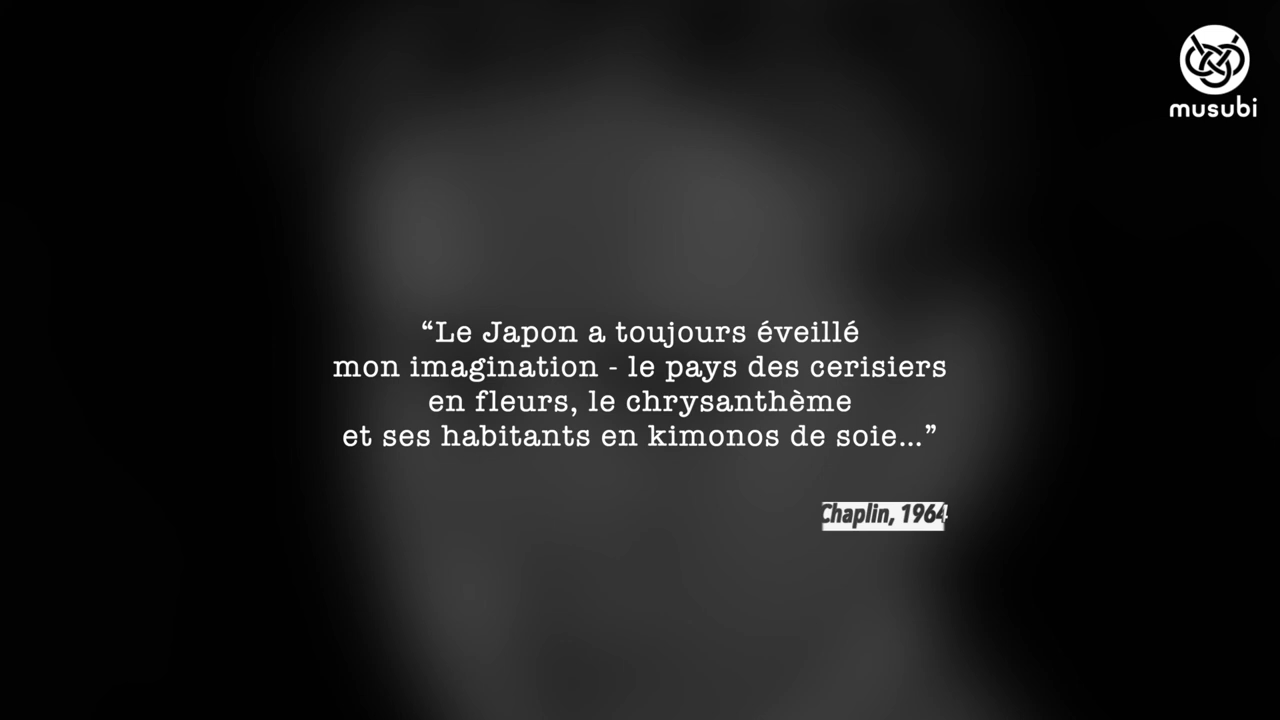 musubi
“Le Japon a toujours éveillé
mon imagination - le pays des cerisiers
en fleurs, le chrysanthème
et ses habitants en kimonos de soie...”
Chaplin, 1964